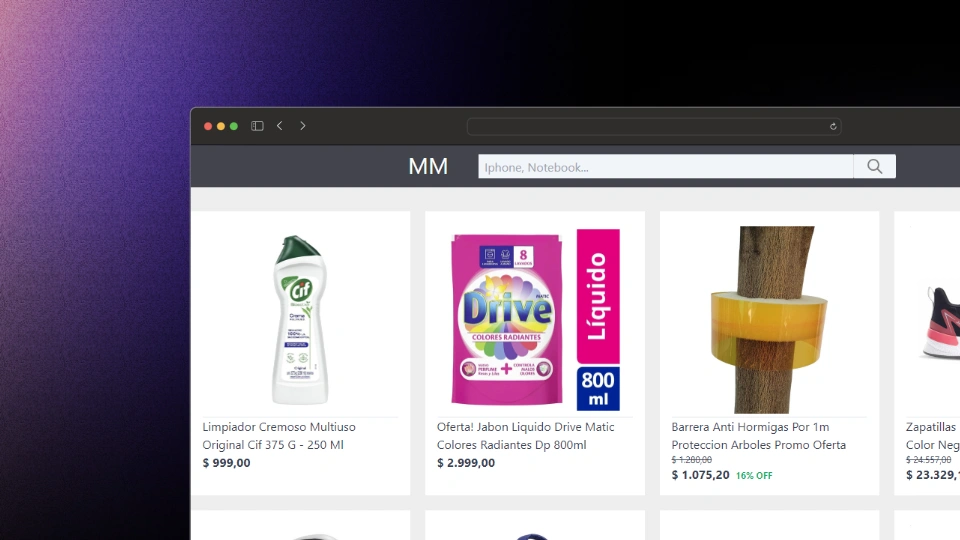 MM
Iphone, Notebook...
Cif
Crema
100%
8
Drive
MATIC
COLORES RADIANTES
+
Líquido
800
ml
Limpiador Cremoso Multiuso
Original Cif 375 G - 250 Ml
$ 999,00
Oferta! Jabon Liquido Drive Matic
Colores Radiantes Dp 800ml
$ 2.999,00
Barrera Anti Hormigas Por 1m
Proteccion Arboles Promo Oferta
$ 1.280,00
$ 1.075,20 16% OFF
Zapatillas
Color Neg
$ 24.557,00
$ 23.329,